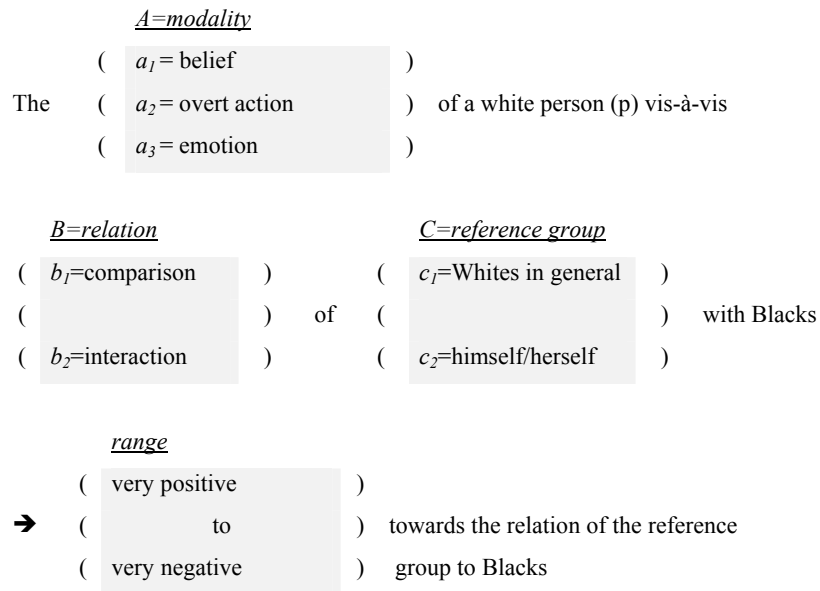 A=modality
( a1 = belief )
The ( a2 = overt action ) of a white person (p) vis-à-vis
( a3 = emotion )
B=relation C=reference group
( b1=comparison ) ( c1=Whites in general )
( ) of ( ) with Blacks
( b2=interaction ) ( c2=himself/herself )
range
( very positive )
➔ ( to ) towards the relation of the reference
( very negative ) group to Blacks